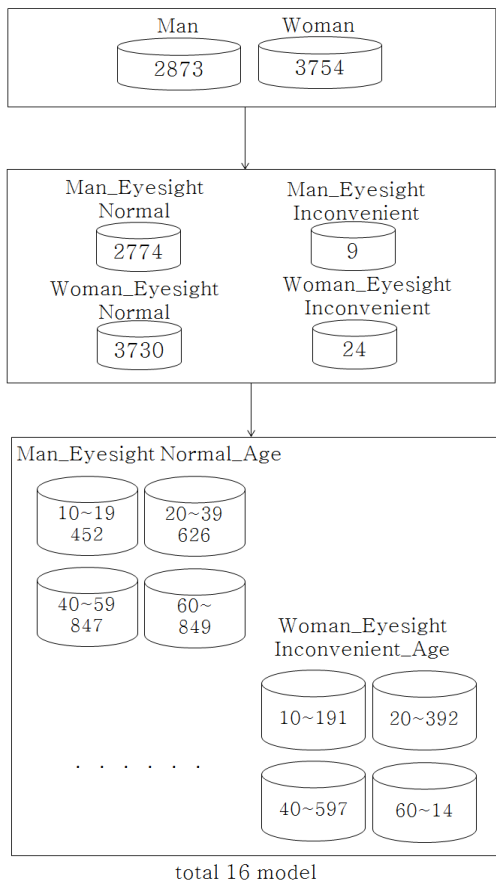 Man Woman
2873 3754
Man_Eyesight Normal
Man_Eyesight Inconvenient
2774 9
Woman_Eyesight Normal
Woman_Eyesight Inconvenient
3730 24
Man_Eyesight Normal_Age
10~19 20~39
452 626
40~59 60~
847 849
Woman_Eyesight
Inconvenient_Age
10~191 20~392
. . . . . .
40~597 60~14
total 16 model